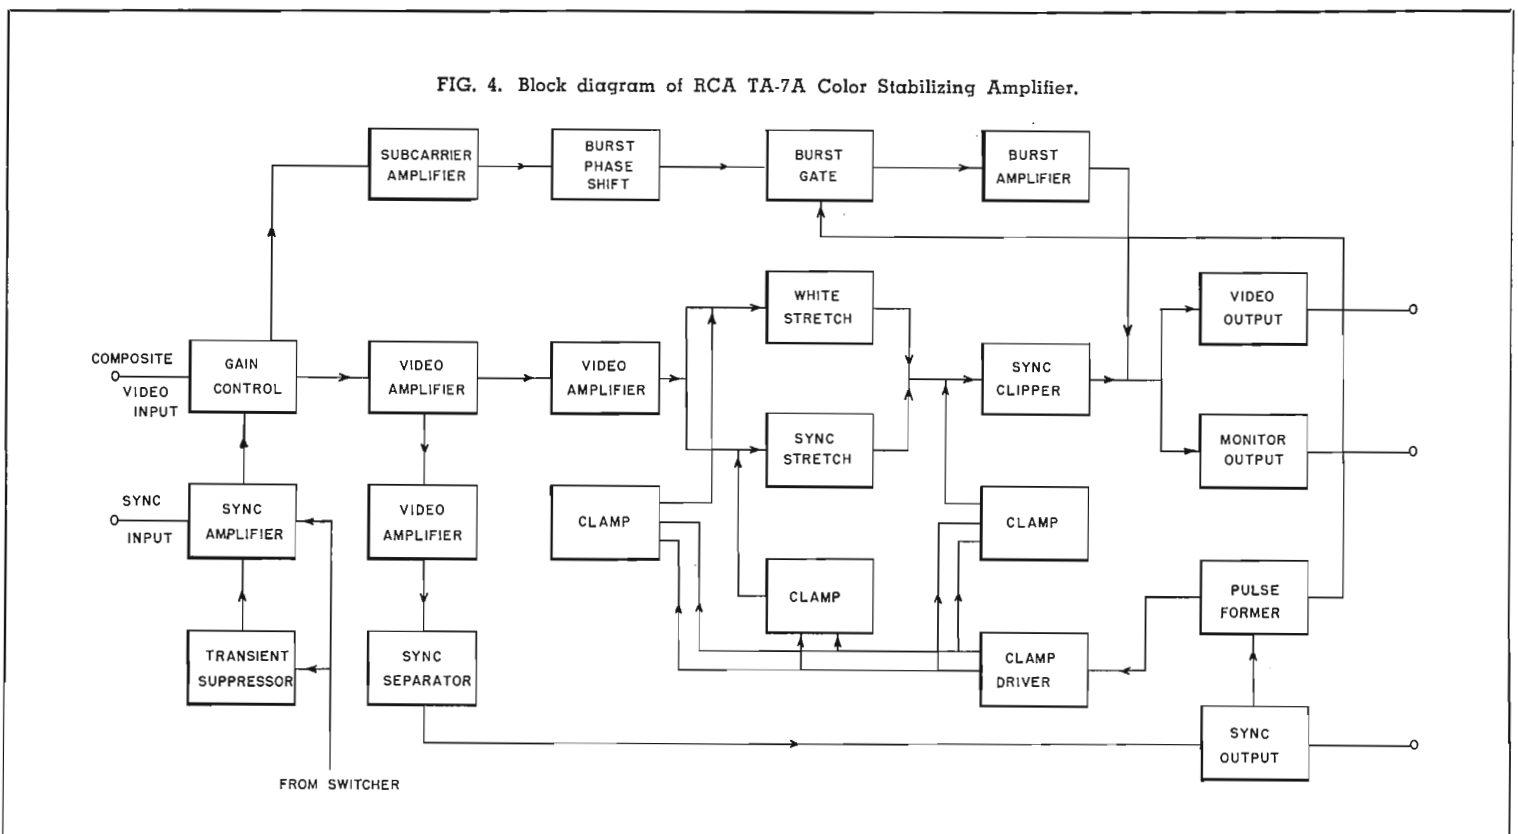 FIG. 4. Block diagram of RCA TA-7A Color Stabilizing Amplifier.
SUBCARRIER
AMPLIFIER
BURST
PHASE
SHIFT
BURST
GATE
BURST
AMPLIFIER
WHITE
STRETCH
VIDEO
OUTPUT
COMPOSITE
VIDEO
INPUT
GAIN
CONTROL
VIDEO
AMPLIFIER
VIDEO
AMPLIFIER
SYNC
CLIPPER
SYNC
STRETCH
MONITOR
OUTPUT
SYNC
INPUT
SYNC
AMPLIFIER
VIDEO
AMPLIFIER
CLAMP
CLAMP
CLAMP
PULSE
FORMER
TRANSIENT
SUPPRESSOR
SYNC
SEPARATOR
CLAMP
DRIVER
SYNC
OUTPUT
FROM SWITCHER